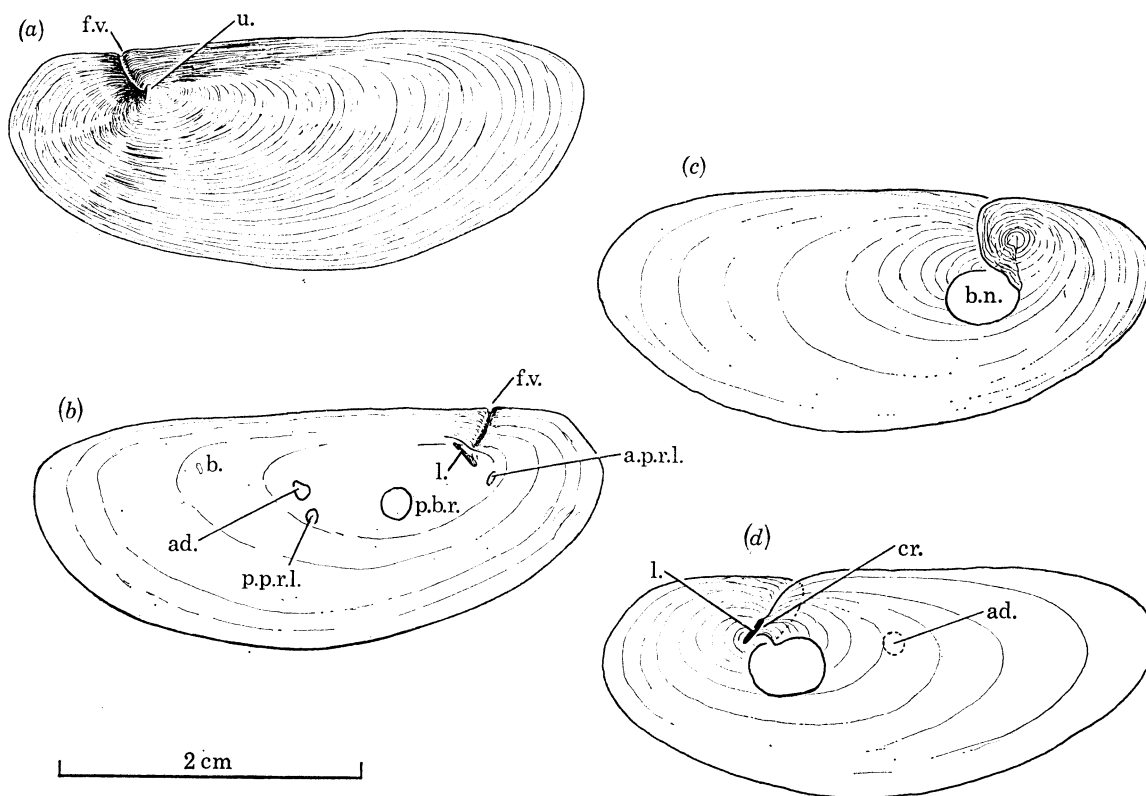 (a)
f.v.
u.
(c)
b.n.
(b)
f.v.
b.
l.
a.p.r.l.
p.b.r.
ad.
p.p.r.l.
(d)
l.
cr.
ad.
2 cm